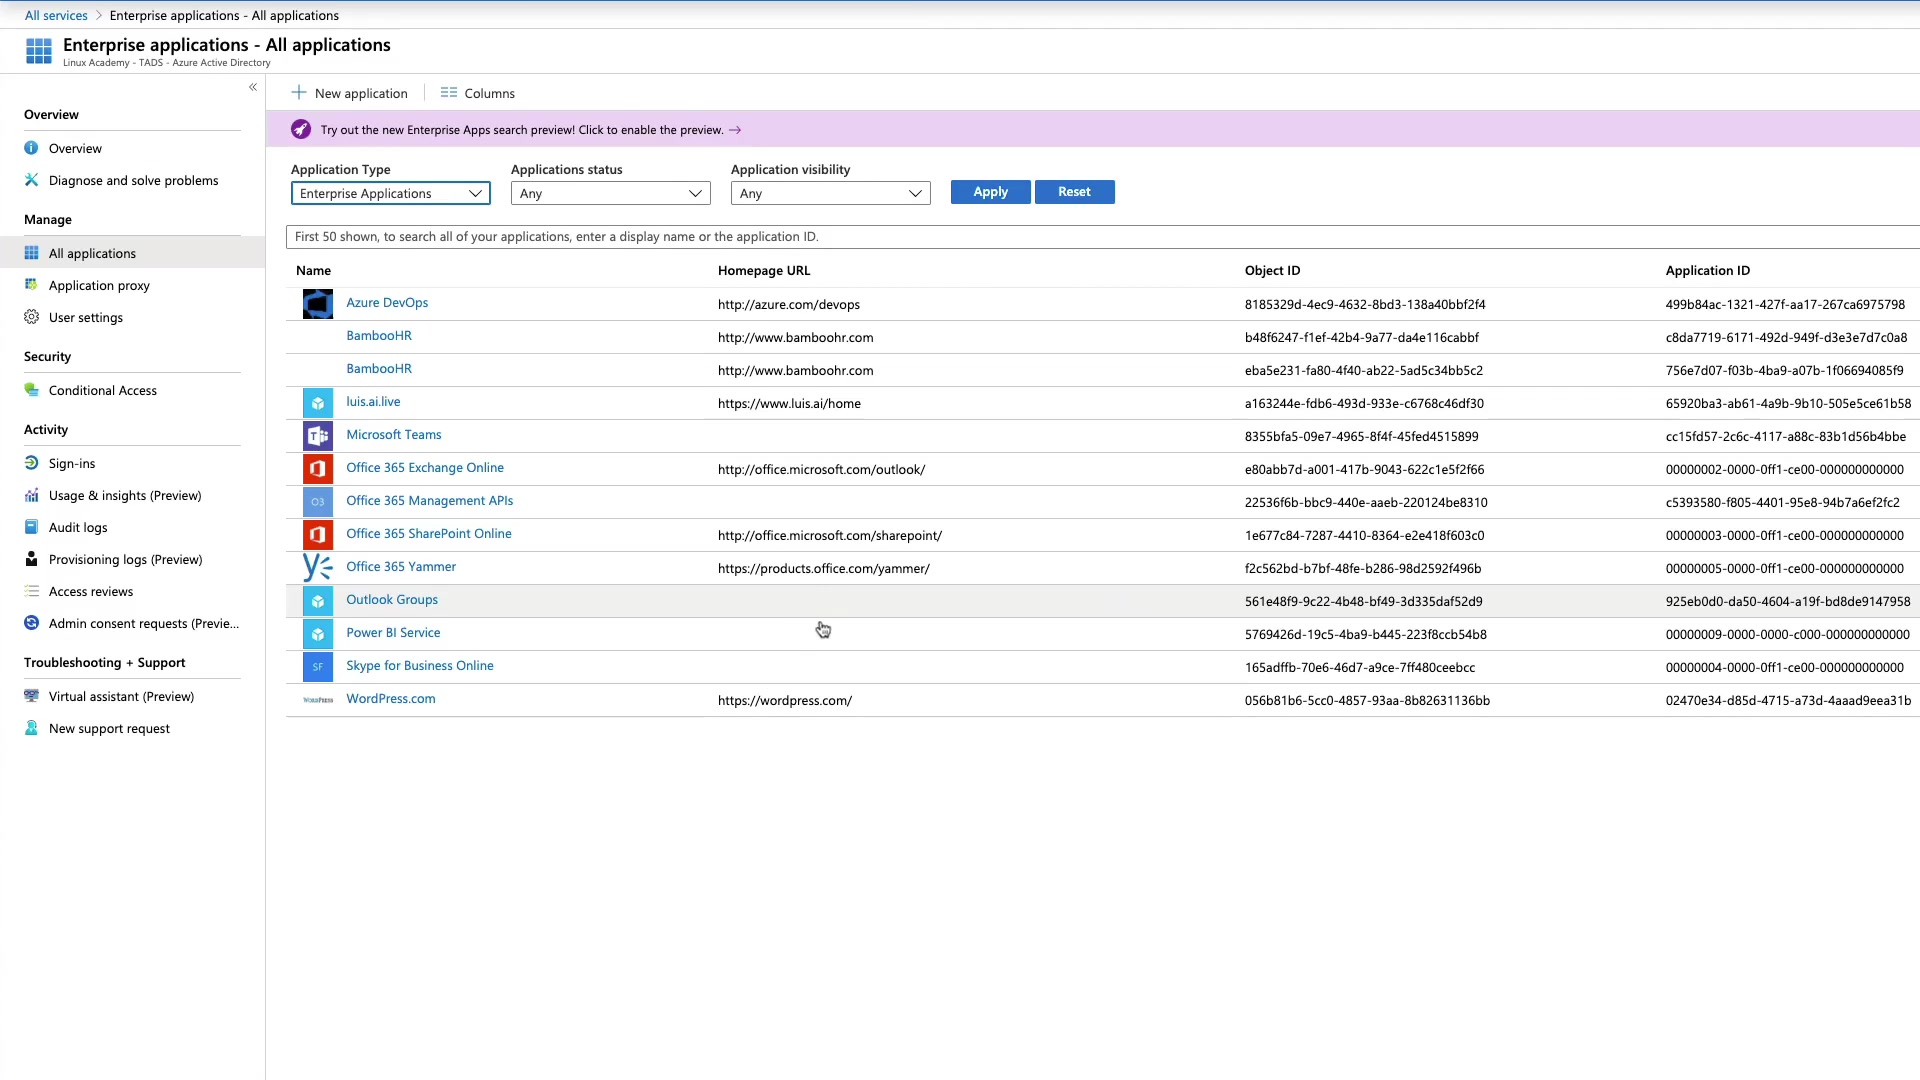 All services > Enterprise applications - All applications
Enterprise applications - All applications
Linux Academy - TADS - Azure Active Directory
«
Overview
Overview
Diagnose and solve problems
Manage
All applications
Application proxy
User settings
Security
Conditional Access
Activity
Sign-ins
Usage & insights (Preview)
Audit logs
Provisioning logs (Preview)
Access reviews
Admin consent requests (Previe...
Troubleshooting + Support
Virtual assistant (Preview)
New support request
New application Columns
Try out the new Enterprise Apps search preview! Click to enable the preview. →
Application Type Applications status Application visibility
Enterprise Applications Any Any Apply Reset
First 50 shown, to search all of your applications, enter a display name or the application ID.
Name Homepage URL Object ID Application ID
Azure DevOps http://azure.com/devops 8185329d-4ec9-4632-8bd3-138a40bbf2f4 499b84ac-1321-427f-aa17-267ca6975798
BambooHR http://www.bamboohr.com b48f6247-f1ef-42b4-9a77-da4e116cabbf c8da7719-6171-492d-949f-d3e3e7d7c0a8
BambooHR http://www.bamboohr.com eba5e231-fa80-4f40-ab22-5ad5c34bb5c2 756e7d07-f03b-4ba9-a07b-1f06694085f9
luis.ai.live https://www.luis.ai/home a163244e-fdb6-493d-933e-c6768c46df30 65920ba3-ab61-4a9b-9b10-505e5ce61b58
Microsoft Teams 8355bfa5-09e7-4965-8f4f-45fed4515899 cc15fd57-2c6c-4117-a88c-83b1d56b4bbe
Office 365 Exchange Online http://office.microsoft.com/outlook/ e80abb7d-a001-417b-9043-622c1e5f2f66 00000002-0000-0ff1-ce00-000000000000
O3 Office 365 Management APIs 22536f6b-bbc9-440e-aaeb-220124be8310 c5393580-f805-4401-95e8-94b7a6ef2fc2
Office 365 SharePoint Online http://office.microsoft.com/sharepoint/ 1e677c84-7287-4410-8364-e2e418f603c0 00000003-0000-0ff1-ce00-000000000000
Office 365 Yammer https://products.office.com/yammer/ f2c562bd-b7bf-48fe-b286-98d2592f496b 00000005-0000-0ff1-ce00-000000000000
Outlook Groups 561e48f9-9c22-4b48-bf49-3d335daf52d9 925eb0d0-da50-4604-a19f-bd8de9147958
Power BI Service 5769426d-19c5-4ba9-b445-223f8ccb54b8 00000009-0000-0000-c000-000000000000
SF Skype for Business Online 165adffb-70e6-46d7-a9ce-7ff480ceebcc 00000004-0000-0ff1-ce00-000000000000
WORDPRESS WordPress.com https://wordpress.com/ 056b81b6-5cc0-4857-93aa-8b82631136bb 02470e34-d85d-4715-a73d-4aaad9eea31b